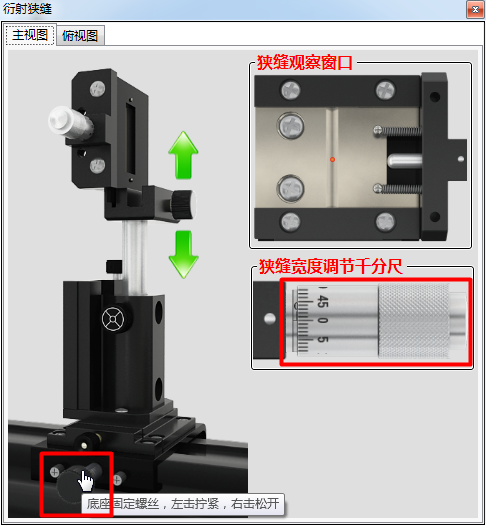 衍射狭缝
主视图
俯视图
狭缝观察窗口
狭缝宽度调节千分尺
45
0
5
底座固定螺丝，左击拧紧，右击松开